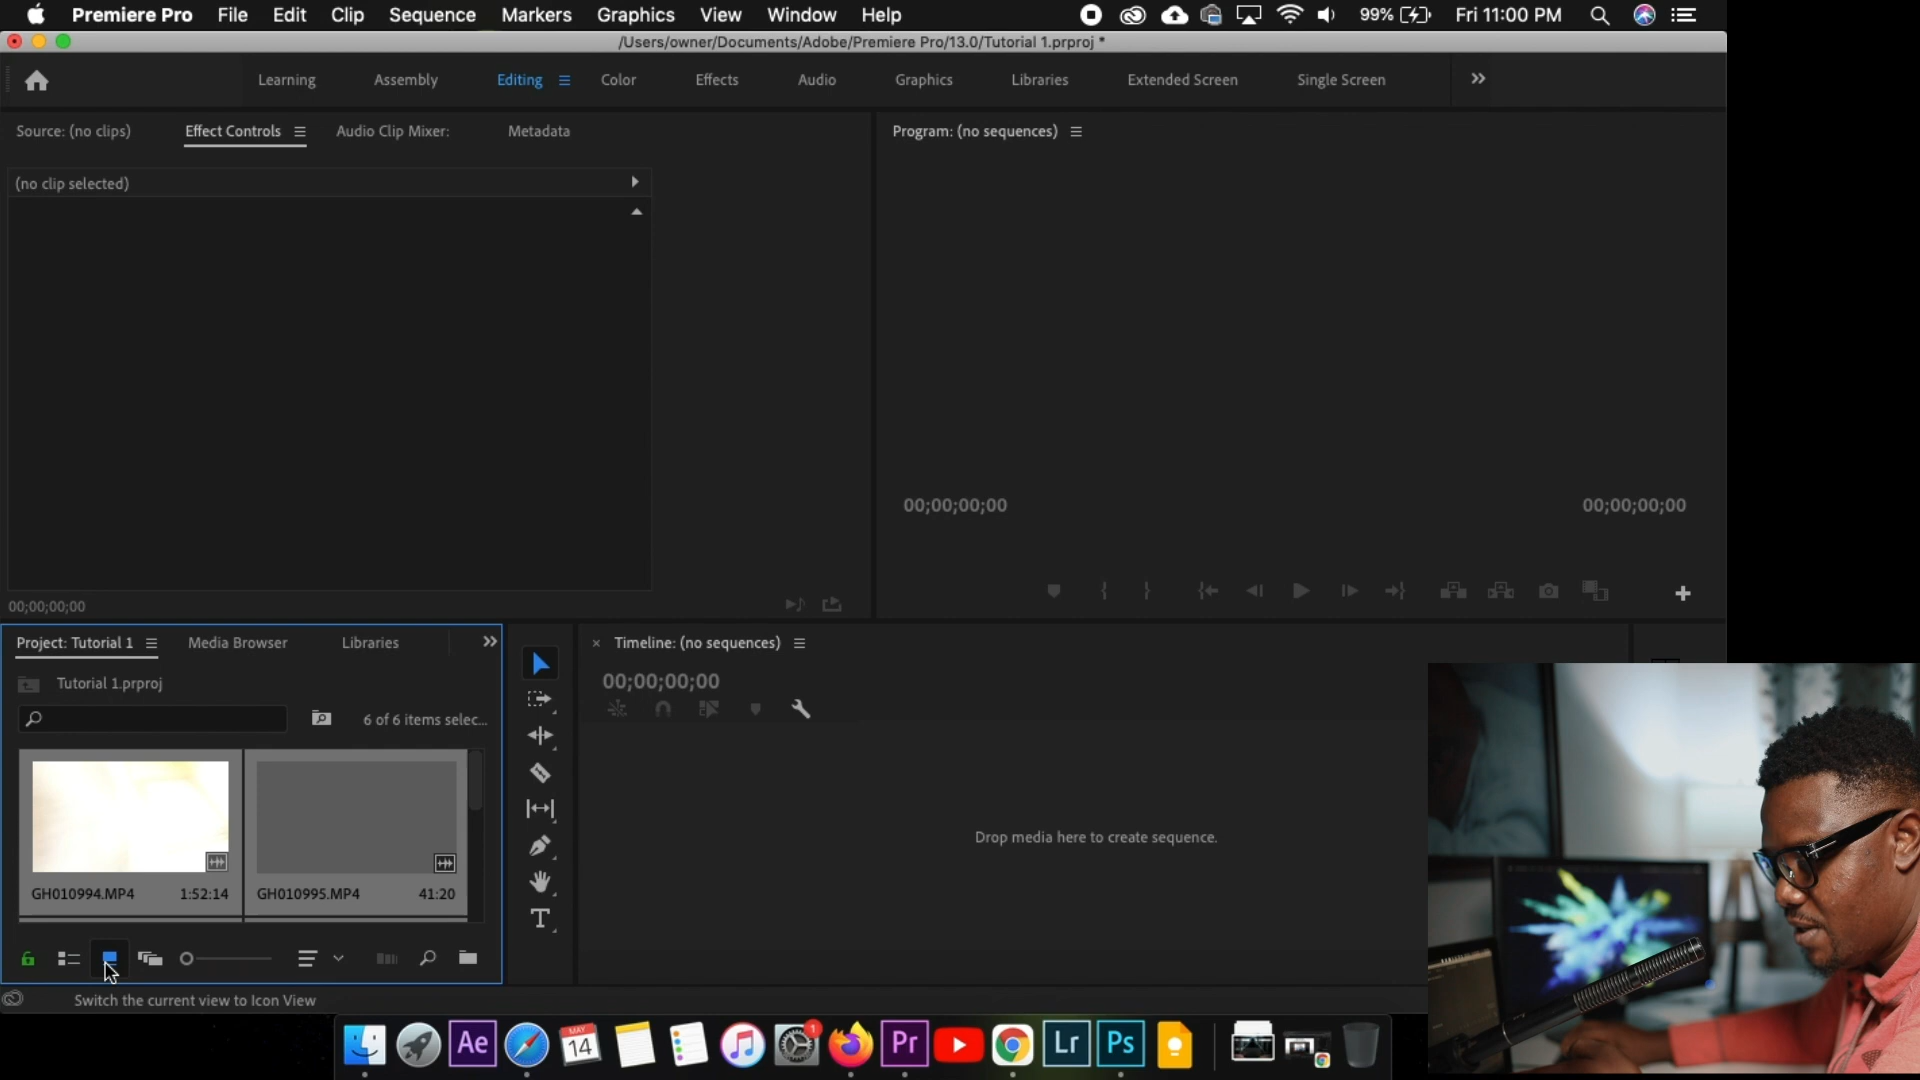 Premiere Pro File Edit Clip Sequence Markers Graphics View Window Help 99% Fri 11:00 PM
/Users/owner/Documents/Adobe/Premiere Pro/13.0/Tutorial 1.prproj *
Learning Assembly Editing Color Effects Audio Graphics Libraries Extended Screen Single Screen
Source: (no clips) Effect Controls Audio Clip Mixer: Metadata
Program: (no sequences)
(no clip selected)
00;00;00;00 00;00;00;00
00;00;00;00
Project: Tutorial 1 Media Browser Libraries
Timeline: (no sequences)
Tutorial 1.prproj
00;00;00;00
6 of 6 items selec...
Drop media here to create sequence.
GH010994.MP4 1:52:14 GH010995.MP4 41:20
T
Switch the current view to Icon View
Ae MAY 14 1 Pr Lr Ps